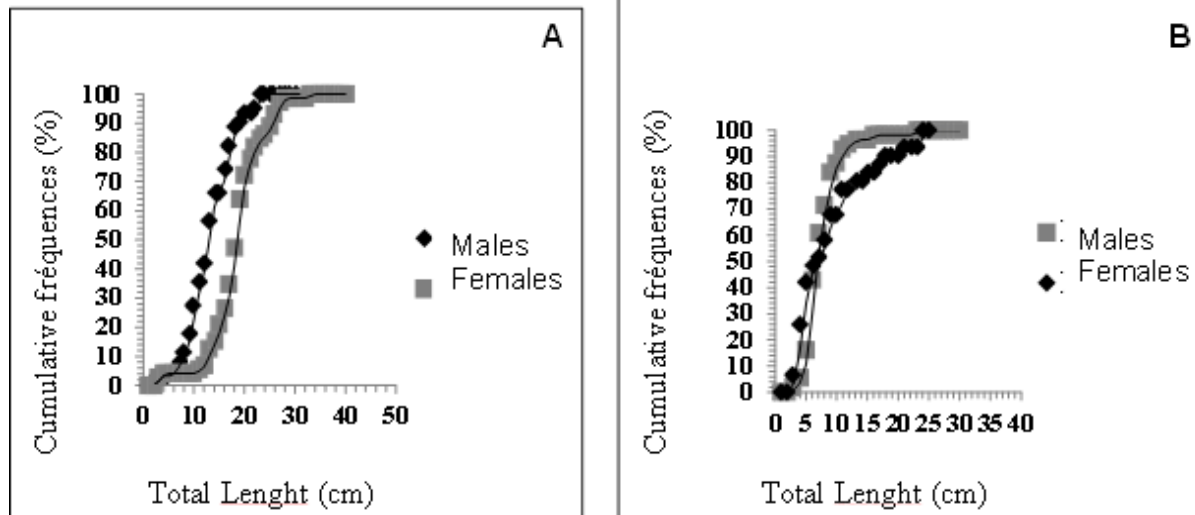 A
Cumulative fréquences (%)
100
90
80
70
60
50
40
30
20
10
0
0 10 20 30 40 50
Total Lenght (cm)
Males
Females
B
Cumulative fréquences (%)
100
90
80
70
60
50
40
30
20
10
0
0 5 10 15 20 25 30 35 40
Total Lenght (cm)
: Males
: Females